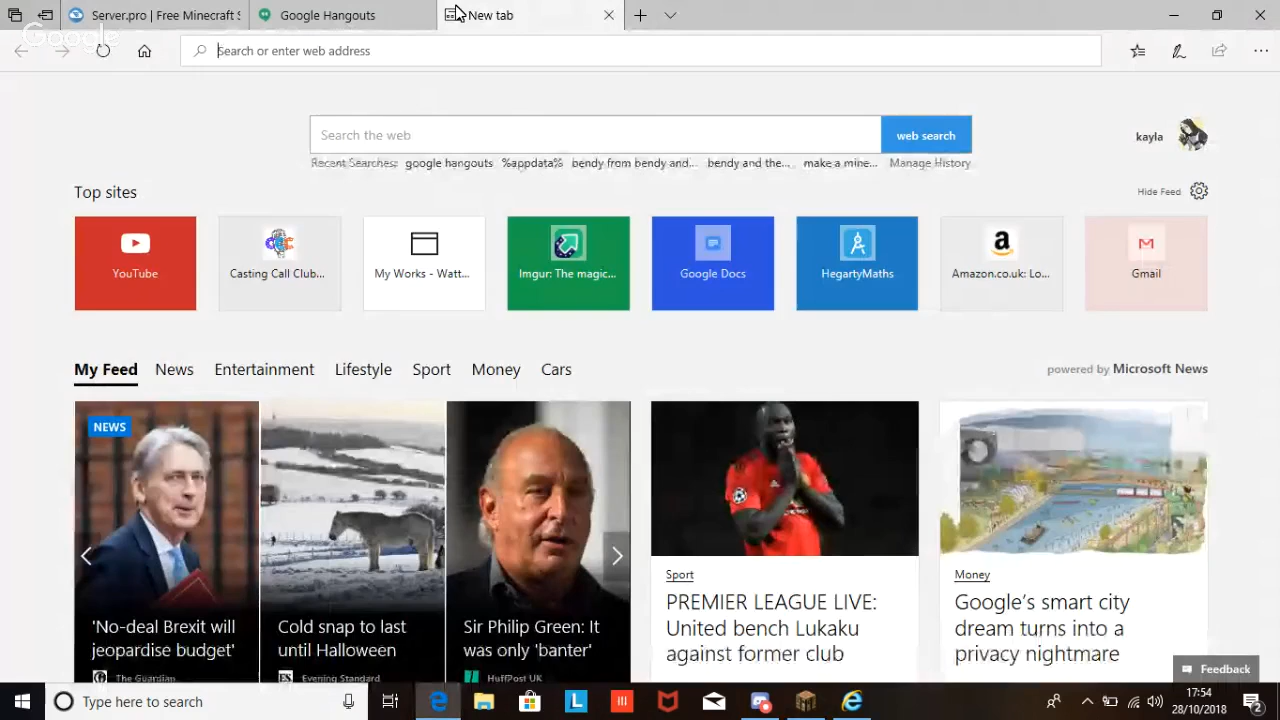 Server.pro | Free Minecraft S
Google Hangouts
New tab
Google
Search or enter web address
Search the web
web search
kayla
Recent Searches:
google hangouts
%appdata%
bendy from bendy and...
bendy and the...
make a mine...
Manage History
Top sites
Hide Feed
YouTube
Casting Call Club...
My Works - Watt...
Imgur: The magic...
Google Docs
HegartyMaths
Amazon.co.uk: Lo...
Gmail
My Feed
News
Entertainment
Lifestyle
Sport
Money
Cars
powered by Microsoft News
NEWS
'No-deal Brexit will
jeopardise budget'
The Guardian
Cold snap to last
until Halloween
ES
Evening Standard
Sir Philip Green: It
was only 'banter'
HuffPost UK
Sport
PREMIER LEAGUE LIVE:
United bench Lukaku
against former club
Money
Google's smart city
dream turns into a
privacy nightmare
Feedback
Type here to search
17:54
28/10/2018
2